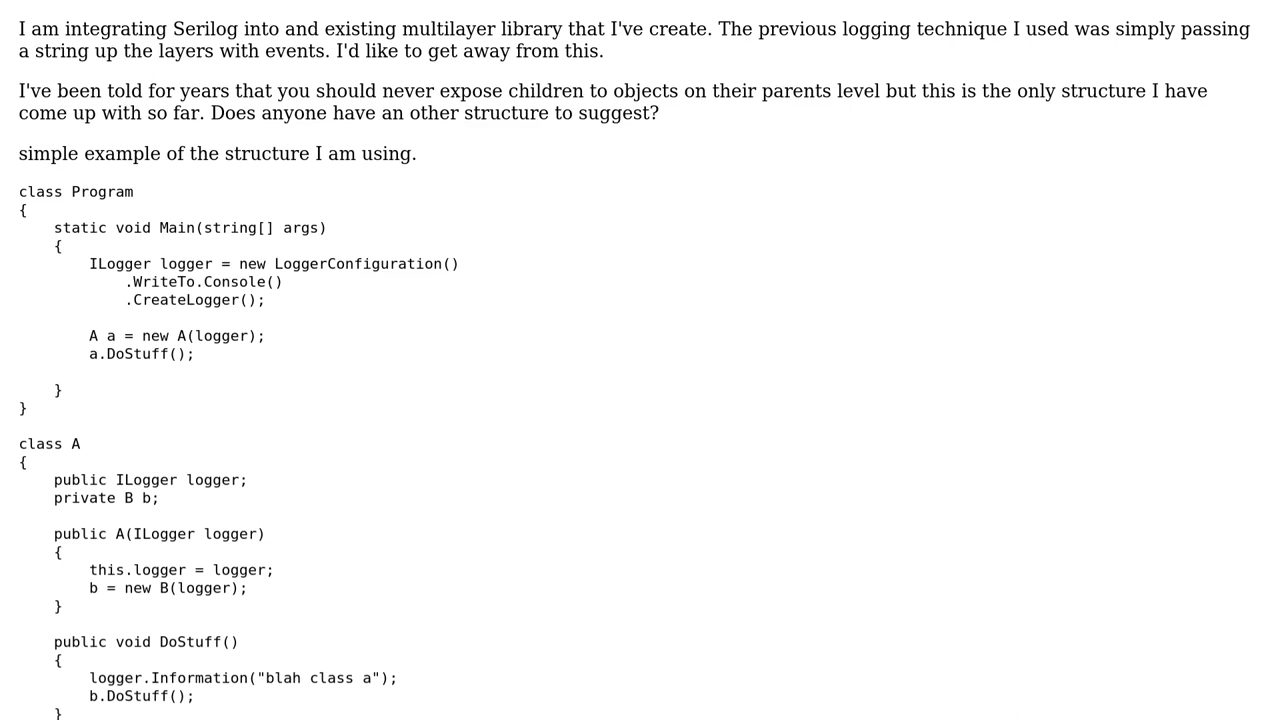 I am integrating Serilog into and existing multilayer library that I've create. The previous logging technique I used was simply passing
a string up the layers with events. I'd like to get away from this.
I've been told for years that you should never expose children to objects on their parents level but this is the only structure I have
come up with so far. Does anyone have an other structure to suggest?
simple example of the structure I am using.
class Program
{
    static void Main(string[] args)
    {
        ILogger logger = new LoggerConfiguration()
            .WriteTo.Console()
            .CreateLogger();

        A a = new A(logger);
        a.DoStuff();

    }
}

class A
{
    public ILogger logger;
    private B b;

    public A(ILogger logger)
    {
        this.logger = logger;
        b = new B(logger);
    }

    public void DoStuff()
    {
        logger.Information("blah class a");
        b.DoStuff();
    }